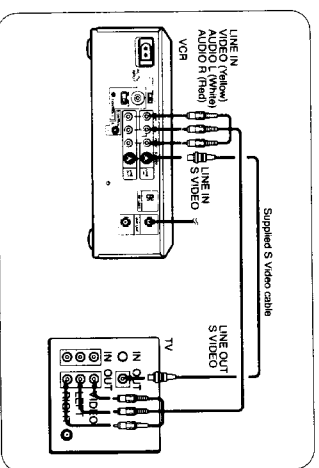 LINE IN
VIDEO (Yellow)
AUDIO L (White)
AUDIO R (Red)
VCR
LINE IN
S VIDEO
Supplied S Video cable
LINE OUT
S VIDEO
TV
IN OUT
IN OUT
VIDEO
LEFT
RIGHT